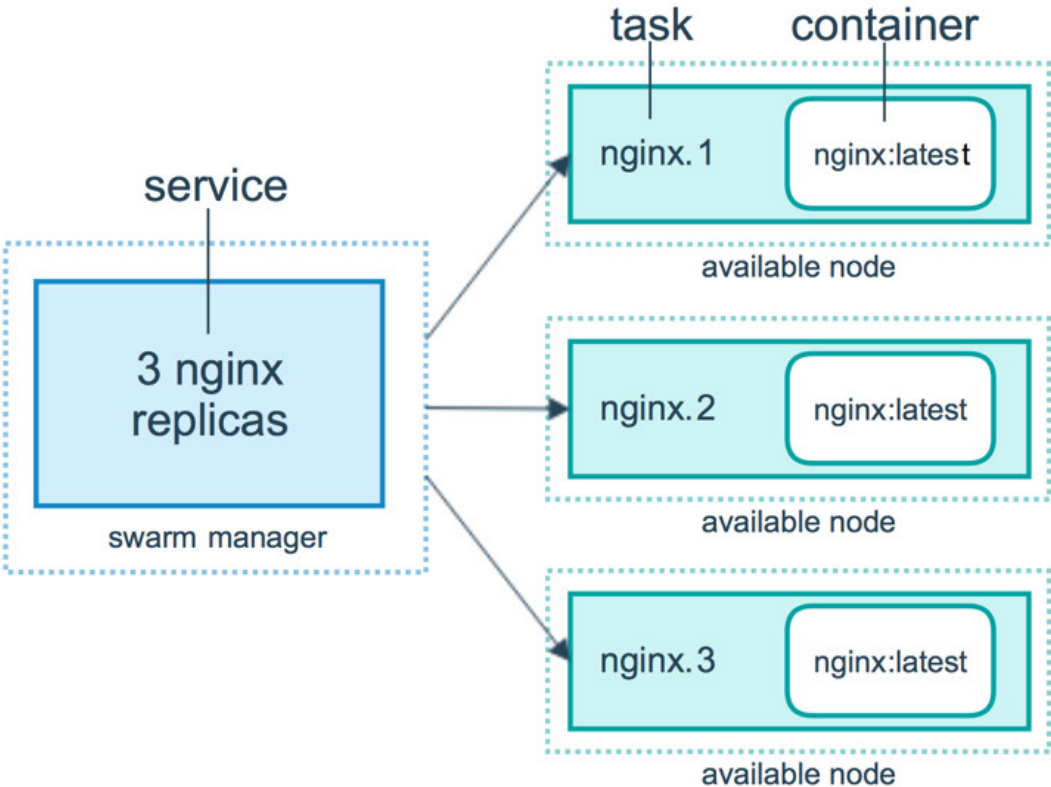 task
container
nginx.1
nginx:latest
available node
service
3 nginx
replicas
swarm manager
nginx.2
nginx:latest
available node
nginx.3
nginx:latest
available node